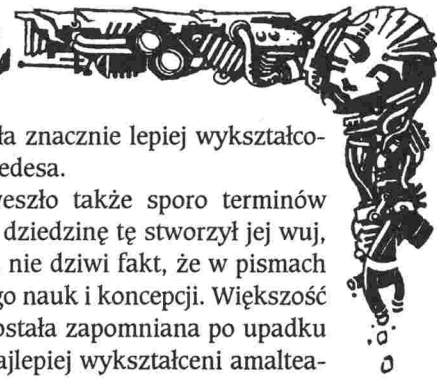 ła znacznie lepiej wykształco-
edesa.
weszło także sporo terminów
dziedzinę tę stworzył jej wuj,
nie dziwi fakt, że w pismach
go nauk i koncepcji. Większość
ostała zapomniana po upadku
ajlepiej wykształceni amaltea-